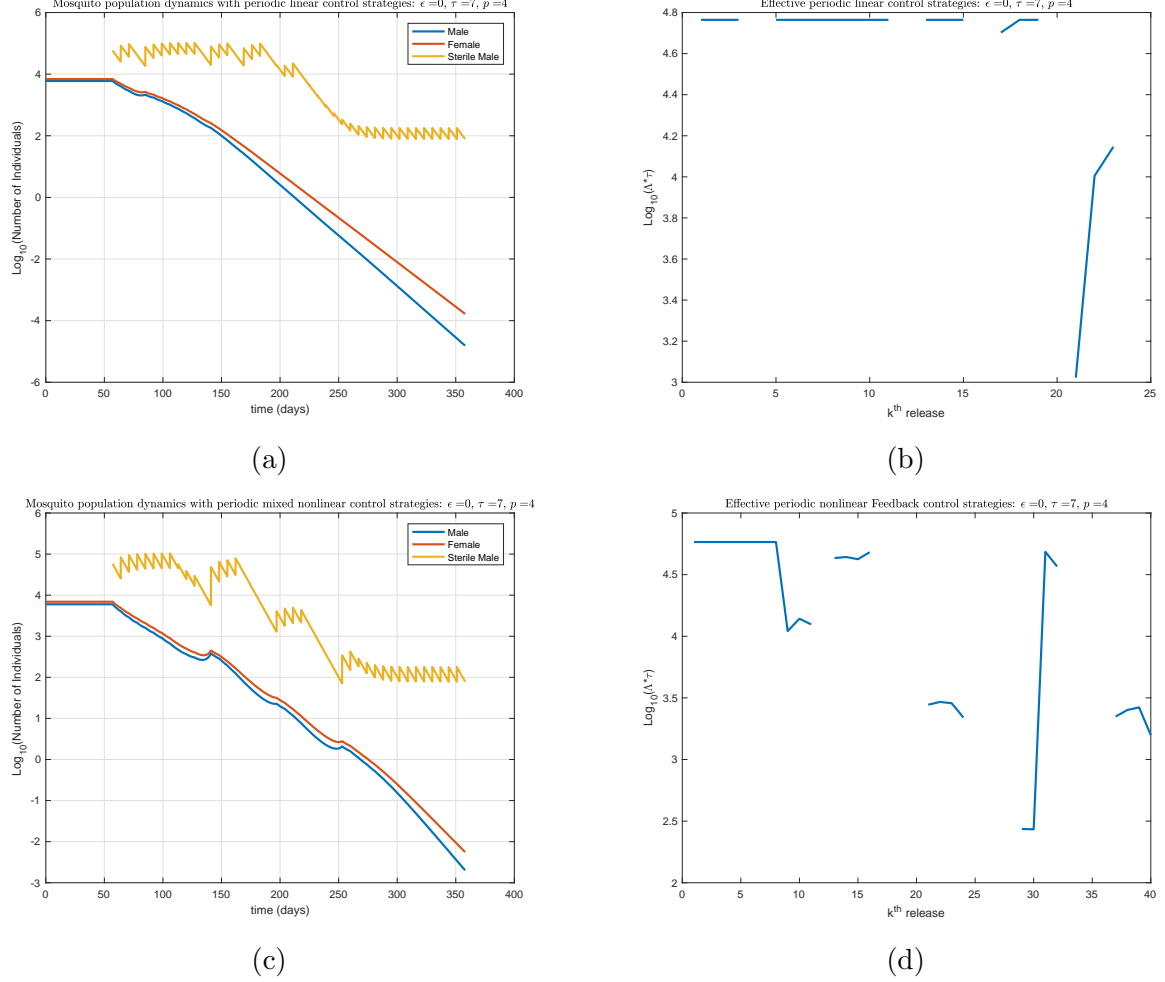 Mosquito population dynamics with periodic linear control strategies: ϵ =0, τ =7, p =4
6
4
2
0
-2
-4
-6
Log10(Number of Individuals)
Male
Female
Sterile Male
0 50 100 150 200 250 300 350 400
time (days)
(a)
Effective periodic linear control strategies: ϵ =0, τ =7, p =4
4.8
4.6
4.4
4.2
4
3.8
3.6
3.4
3.2
3
Log10(Λ*τ)
0 5 10 15 20 25
kth release
(b)
Mosquito population dynamics with periodic mixed nonlinear control strategies: ϵ =0, τ =7, p =4
6
5
4
3
2
1
0
-1
-2
-3
Log10(Number of Individuals)
Male
Female
Sterile Male
0 50 100 150 200 250 300 350 400
time (days)
(c)
Effective periodic nonlinear Feedback control strategies: ϵ =0, τ =7, p =4
5
4.5
4
3.5
3
2.5
2
Log10(Λ*τ)
0 5 10 15 20 25 30 35 40
kth release
(d)